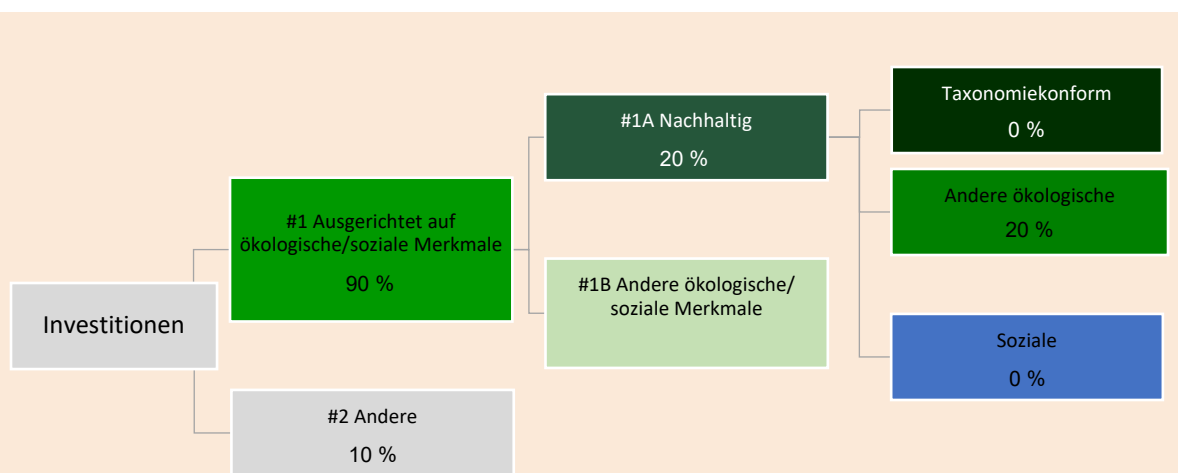 Investitionen
#1 Ausgerichtet auf
ökologische/soziale Merkmale
90 %
#2 Andere
10 %
#1A Nachhaltig
20 %
#1B Andere ökologische/
soziale Merkmale
Taxonomiekonform
0 %
Andere ökologische
20 %
Soziale
0 %